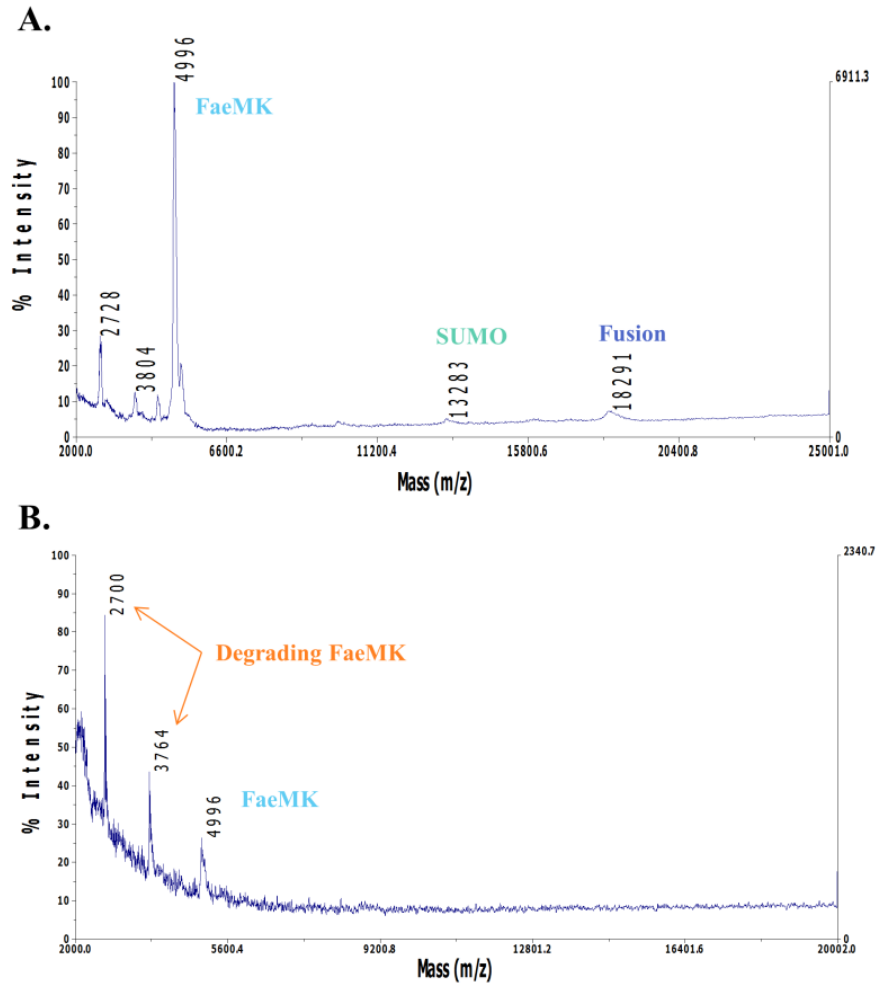 A.
4996
6911.3
100
90
80
70
60
50
40
30
20
10
0
% Intensity
FaeMK
2728
3804
SUMO
13283
Fusion
18291
0
2000.0 6600.2 11200.4 15800.6 20400.8 25001.0
Mass (m/z)
B.
2340.7
100
90
80
70
60
50
40
30
20
10
0
% Intensity
2700
Degrading FaeMK
3764
FaeMK
4996
0
2000.0 5600.4 9200.8 12801.2 16401.6 20002.0
Mass (m/z)